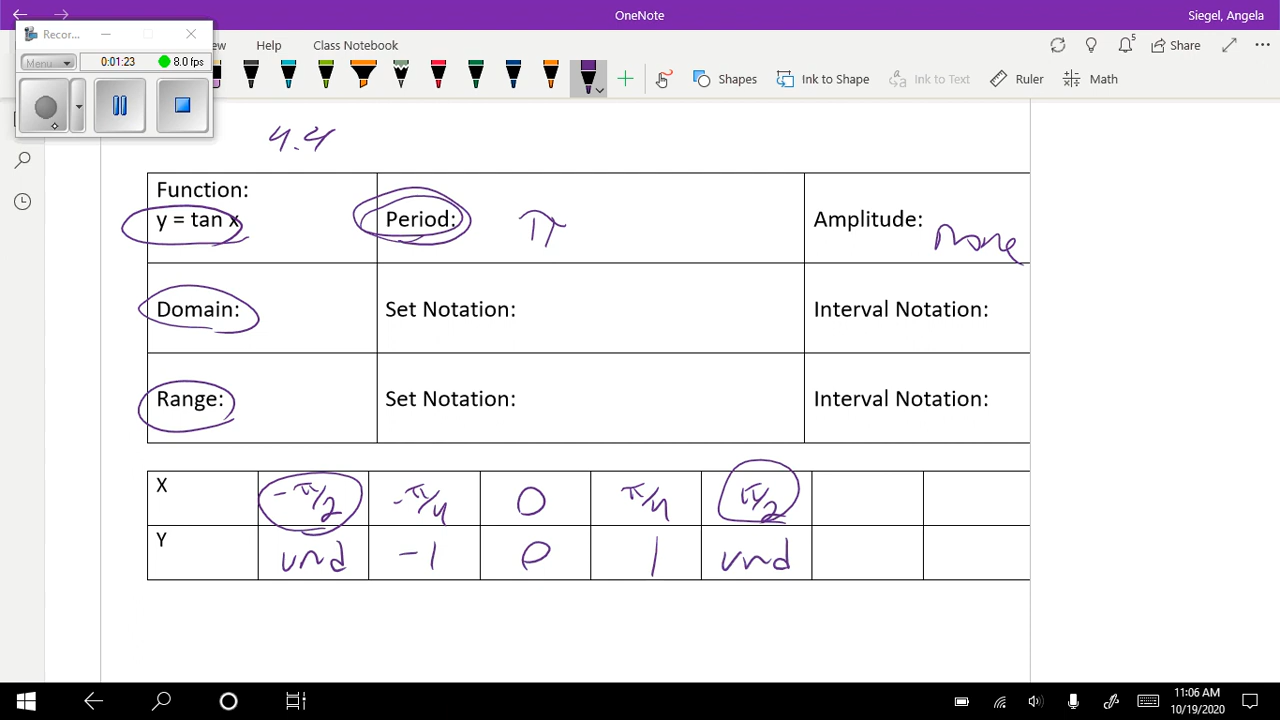 OneNote
Siegel, Angela
Recor...
ew Help Class Notebook
Share
Menu 0:01:23 8.0 fps
Shapes Ink to Shape Ink to Text Ruler Math
4.4
Function:
y = tan x
Period: π
Amplitude: none
Domain: Set Notation: Interval Notation:
Range: Set Notation: Interval Notation:
X -π/2 -π/4 0 π/4 π/2
Y und -1 0 1 und
11:06 AM
10/19/2020